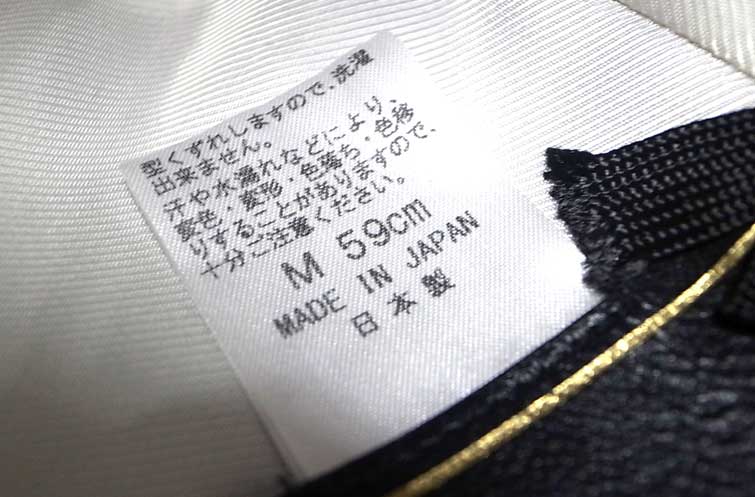 型くずれしますので、洗濯
出来ません。
汗や水濡れなどにより、
変色・変形・色落ち・色移
りすることがありますので、
十分ご注意ください。
M 59cm
MADE IN JAPAN
日本製